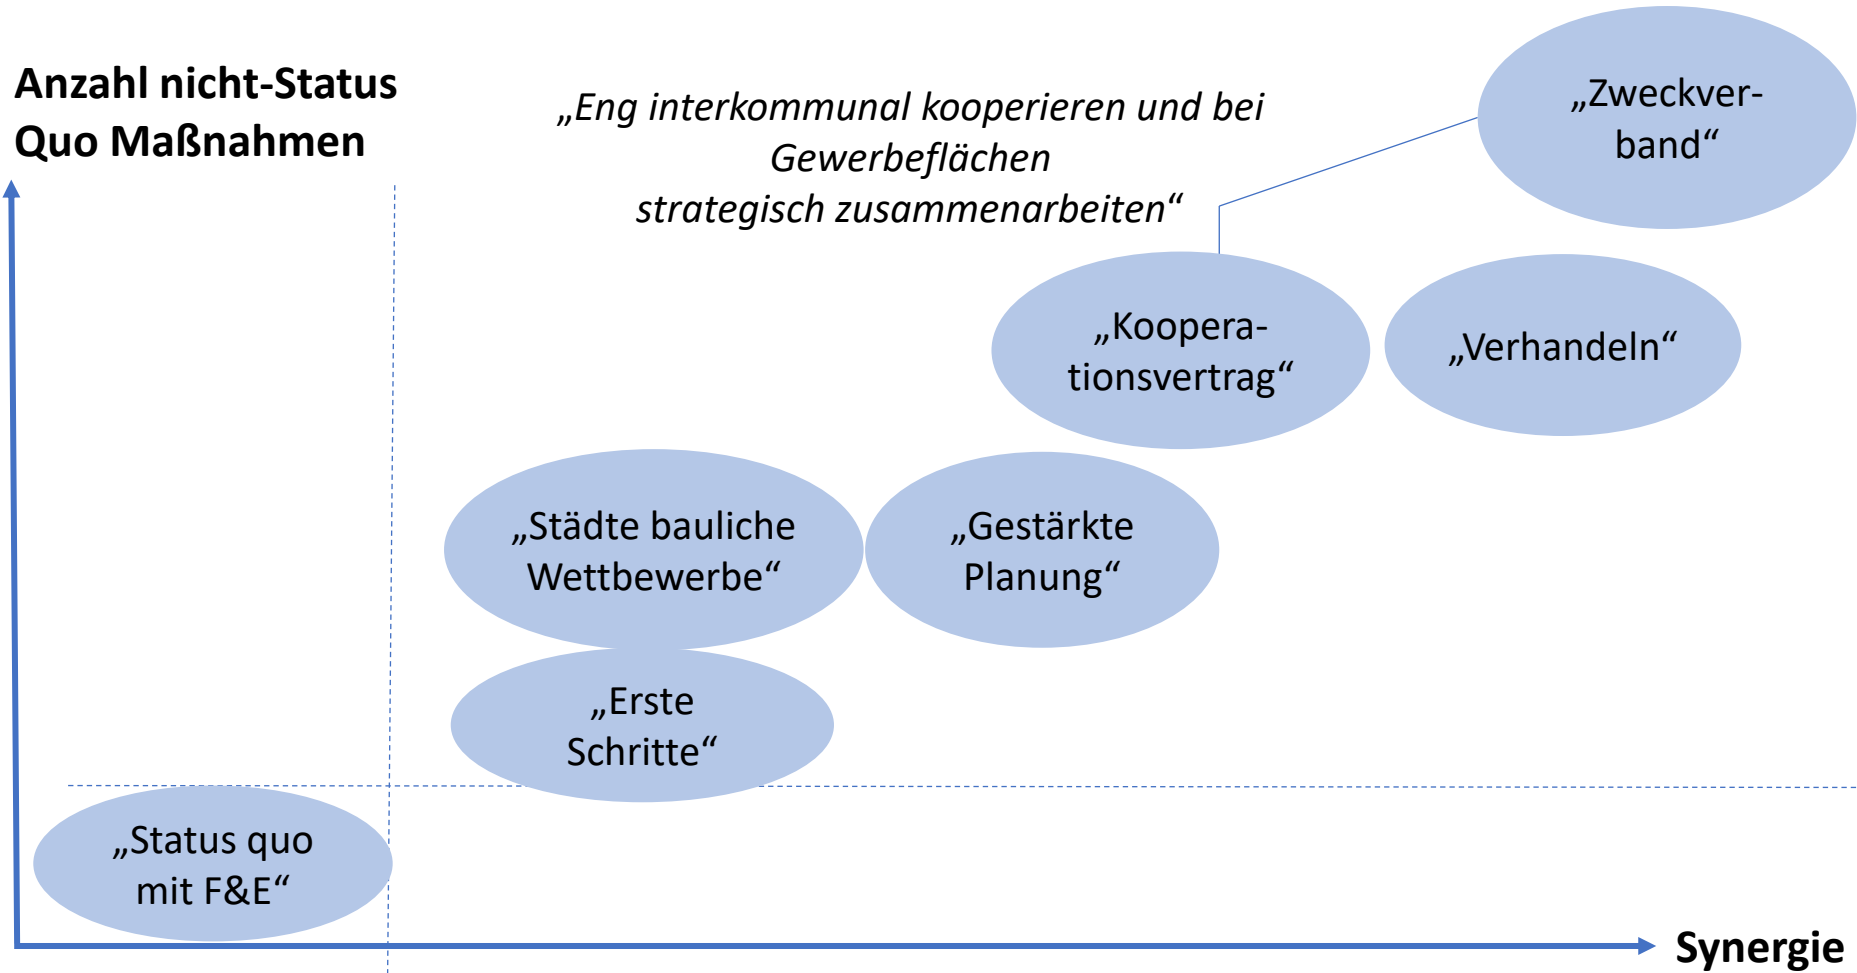 Anzahl nicht-Status
Quo Maßnahmen
„Eng interkommunal kooperieren und bei
Gewerbeflächen
strategisch zusammenarbeiten“
„Zweckver-
band“
„Koopera-
tionsvertrag“
„Verhandeln“
„Städte bauliche
Wettbewerbe“
„Gestärkte
Planung“
„Erste
Schritte“
„Status quo
mit F&E“
Synergie